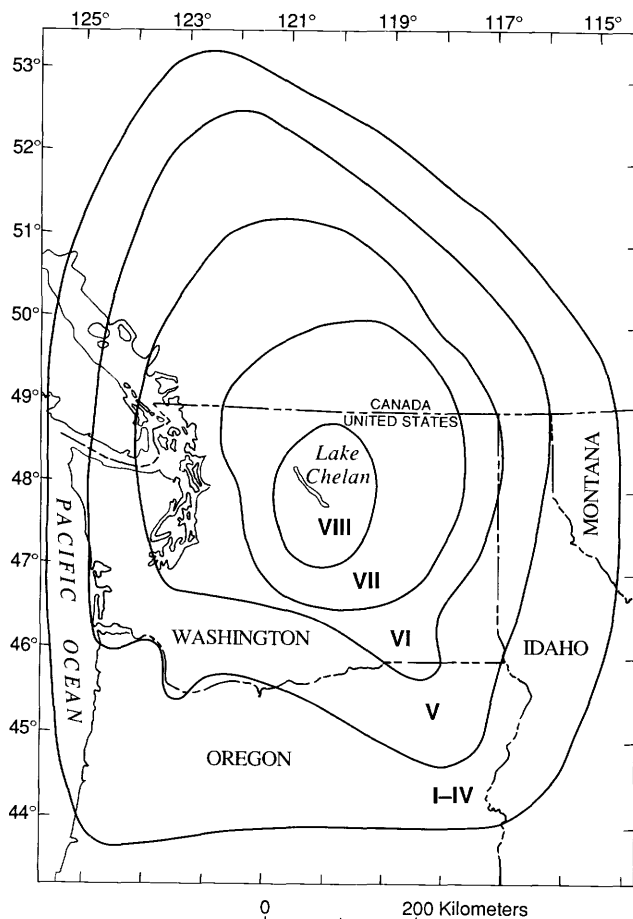 125° 123° 121° 119° 117° 115°
53°
52°
51°
50°
49°
48°
47°
46°
45°
44°
CANADA
UNITED STATES
Lake
Chelan
MONTANA
VIII
VII
PACIFIC OCEAN
WASHINGTON
VI
IDAHO
V
OREGON
I–IV
0 200 Kilometers